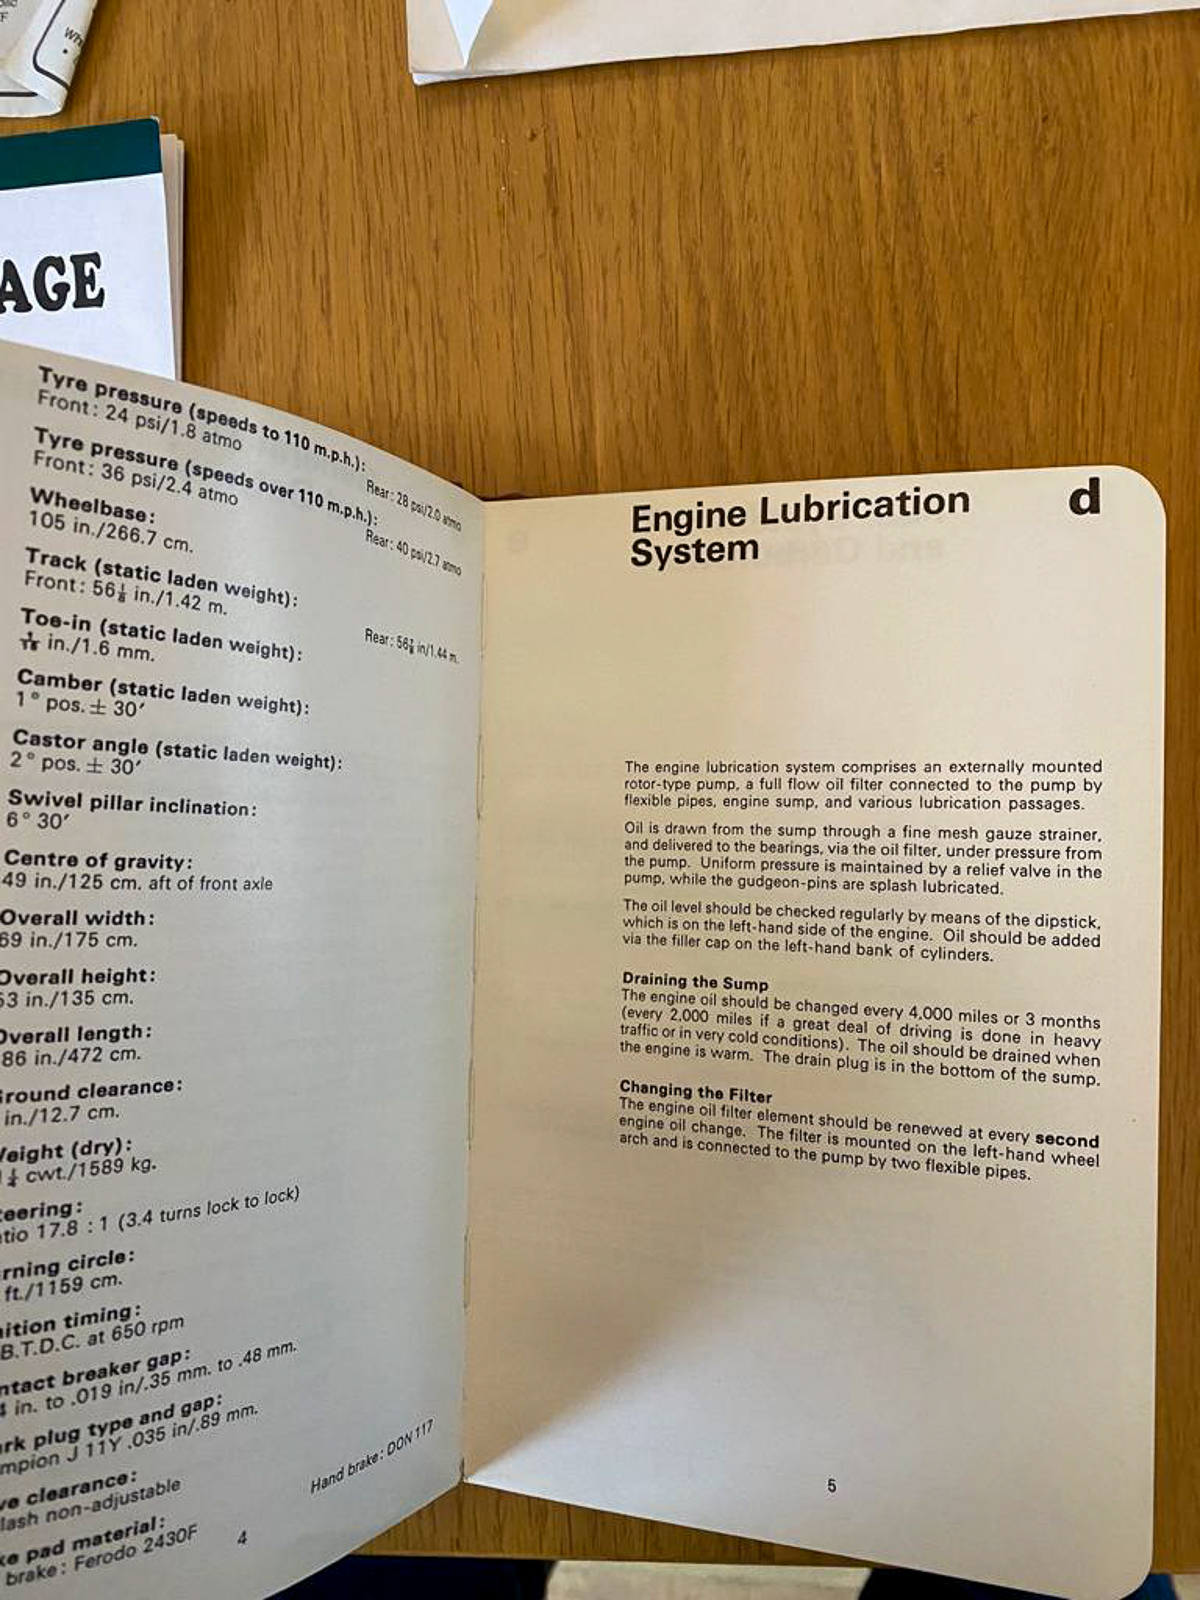 AGE
Tyre pressure (speeds to 110 m.p.h.):
Front: 24 psi/1.8 atmo
Rear: 28 psi/2.0 atmo
Tyre pressure (speeds over 110 m.p.h.):
Front: 36 psi/2.4 atmo
Rear: 40 psi/2.7 atmo
Wheelbase:
105 in./266.7 cm.
Track (static laden weight):
Front: 56⅛ in./1.42 m.
Rear: 56⅞ in/1.44 m.
Toe-in (static laden weight):
1/16 in./1.6 mm.
Camber (static laden weight):
1° pos. ± 30′
Castor angle (static laden weight):
2° pos. ± 30′
Swivel pillar inclination:
6° 30′
Centre of gravity:
49 in./125 cm. aft of front axle
Overall width:
69 in./175 cm.
Overall height:
53 in./135 cm.
Overall length:
86 in./472 cm.
Ground clearance:
in./12.7 cm.
Weight (dry):
¼ cwt./1589 kg.
teering:
tio 17.8 : 1 (3.4 turns lock to lock)
rning circle:
ft./1159 cm.
nition timing:
B.T.D.C. at 650 rpm
ntact breaker gap:
4 in. to .019 in/.35 mm. to .48 mm.
ark plug type and gap:
mpion J 11Y .035 in/.89 mm.
ve clearance:
lash non-adjustable
ke pad material:
brake: Ferodo 2430F
Hand brake: DON 117
4
Engine Lubrication
System
d
The engine lubrication system comprises an externally mounted
rotor-type pump, a full flow oil filter connected to the pump by
flexible pipes, engine sump, and various lubrication passages.
Oil is drawn from the sump through a fine mesh gauze strainer,
and delivered to the bearings, via the oil filter, under pressure from
the pump. Uniform pressure is maintained by a relief valve in the
pump, while the gudgeon-pins are splash lubricated.
The oil level should be checked regularly by means of the dipstick,
which is on the left-hand side of the engine. Oil should be added
via the filler cap on the left-hand bank of cylinders.
Draining the Sump
The engine oil should be changed every 4,000 miles or 3 months
(every 2,000 miles if a great deal of driving is done in heavy
traffic or in very cold conditions). The oil should be drained when
the engine is warm. The drain plug is in the bottom of the sump.
Changing the Filter
The engine oil filter element should be renewed at every second
engine oil change. The filter is mounted on the left-hand wheel
arch and is connected to the pump by two flexible pipes.
5